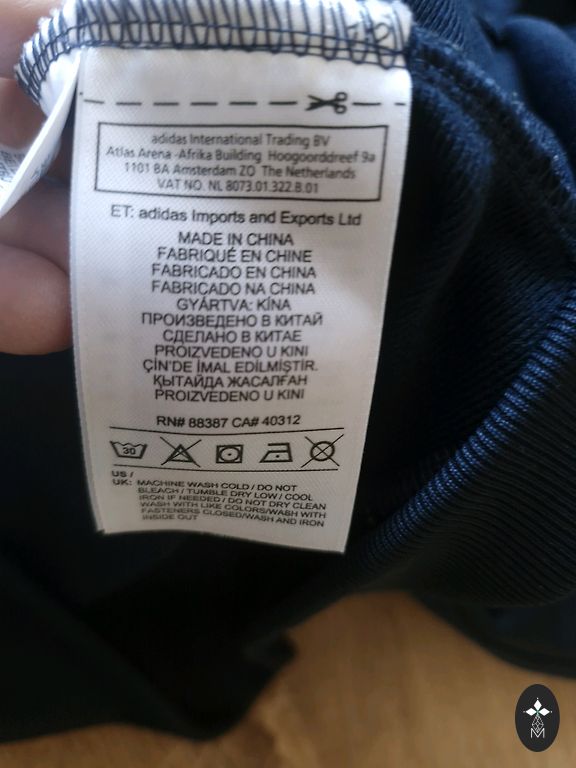 adidas International Trading BV
Atlas Arena -Afrika Building Hoogoorddreef 9a
1101 BA Amsterdam ZO The Netherlands
VAT NO. NL 8073.01.322.B.01
ET: adidas Imports and Exports Ltd
MADE IN CHINA
FABRIQUÉ EN CHINE
FABRICADO EN CHINA
FABRICADO NA CHINA
GYÁRTVA: KÍNA
ПРОИЗВЕДЕНО В КИТАЙ
СДЕЛАНО В КИТАЕ
PROIZVEDENO U KINI
ÇİN'DE İMAL EDİLMİŞTİR.
ҚЫТАЙДА ЖАСАЛҒАН
PROIZVEDENO U KINI
RN# 88387 CA# 40312
30
US /
UK: MACHINE WASH COLD / DO NOT
BLEACH / TUMBLE DRY LOW / COOL
IRON IF NEEDED / DO NOT DRY CLEAN
WASH WITH LIKE COLORS/WASH WITH
FASTENERS CLOSED/WASH AND IRON
INSIDE OUT
M